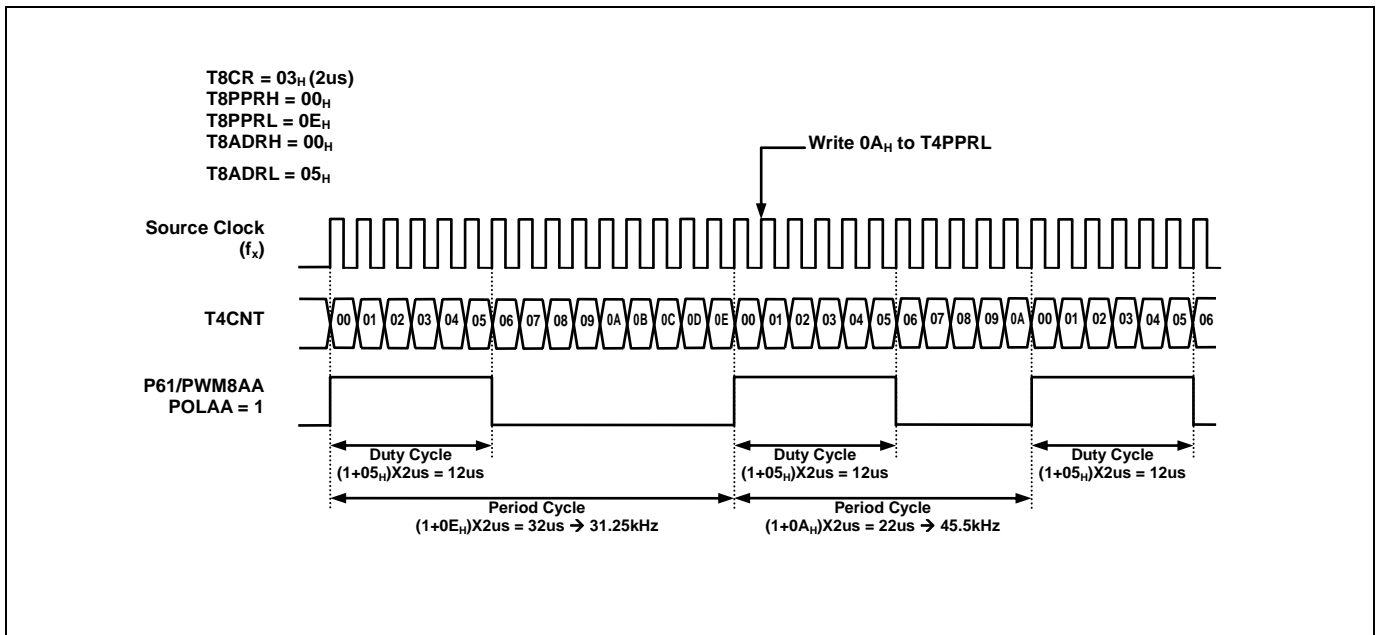 T8CR = 03H (2us)
T8PPRH = 00H
T8PPRL = 0EH
T8ADRH = 00H
T8ADRL = 05H
Write 0AH to T4PPRL
Source Clock
(fx)
T4CNT
00 01 02 03 04 05 06 07 08 09 0A 0B 0C 0D 0E 00 01 02 03 04 05 06 07 08 09 0A 00 01 02 03 04 05 06
P61/PWM8AA
POLAA = 1
Duty Cycle
(1+05H)X2us = 12us
Duty Cycle
(1+05H)X2us = 12us
Duty Cycle
(1+05H)X2us = 12us
Period Cycle
(1+0EH)X2us = 32us → 31.25kHz
Period Cycle
(1+0AH)X2us = 22us → 45.5kHz